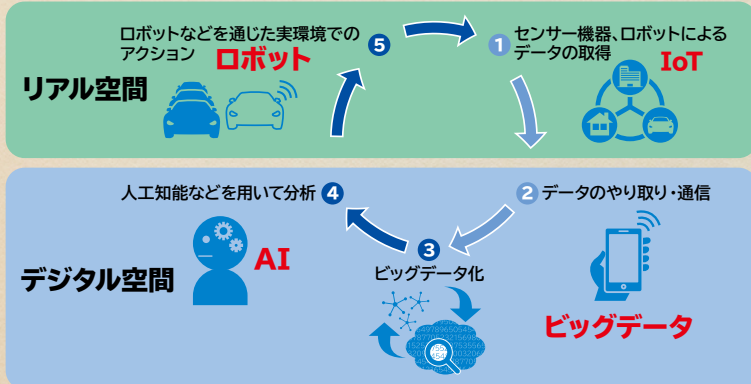 ロボットなどを通じた実環境での
アクション
ロボット
リアル空間
❺
①
センサー機器、ロボットによる
データの取得
IoT
人工知能などを用いて分析 ❹
AI
デジタル空間
② データのやり取り・通信
❸
ビッグデータ化
ビッグデータ